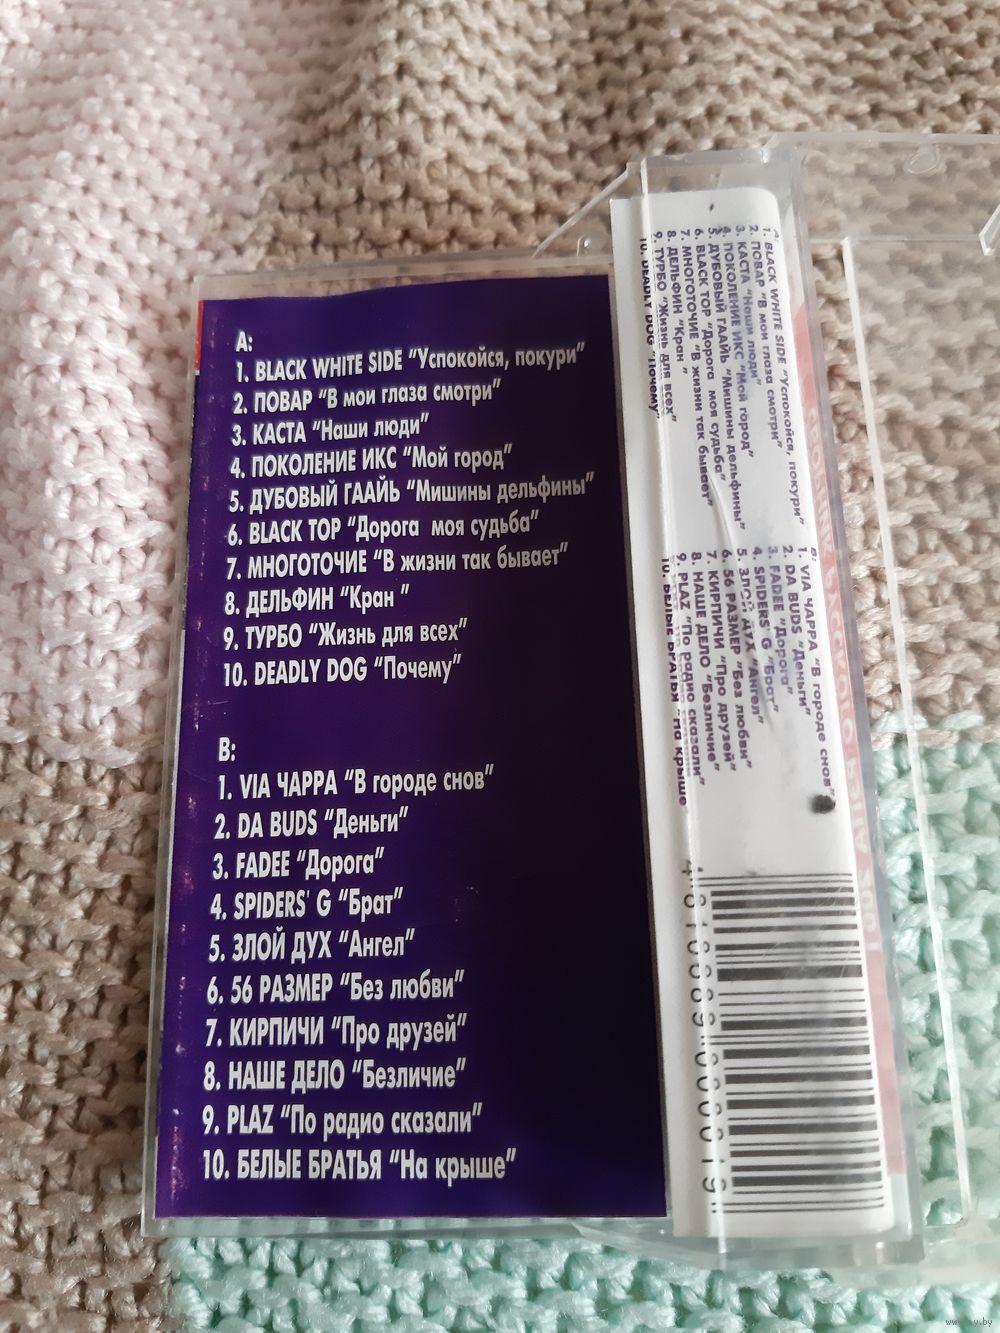 A:
1. BLACK WHITE SIDE “Успокойся, покури”
2. ПОВАР “В мои глаза смотри”
3. КАСТА “Наши люди”
4. ПОКОЛЕНИЕ ИКС “Мой город”
5. ДУБОВЫЙ ГААЙЬ “Мишины дельфины”
6. BLACK TOP “Дорога моя судьба”
7. МНОГОТОЧИЕ “В жизни так бывает”
8. ДЕЛЬФИН “Кран ”
9. ТУРБО “Жизнь для всех”
10. DEADLY DOG “Почему”
B:
1. VIA ЧАРРА “В городе снов”
2. DA BUDS “Деньги”
3. FADEE “Дорога”
4. SPIDERS' G “Брат”
5. ЗЛОЙ ДУХ “Ангел”
6. 56 РАЗМЕР “Без любви”
7. КИРПИЧИ “Про друзей”
8. НАШЕ ДЕЛО “Безличие”
9. PLAZ “По радио сказали”
10. БЕЛЫЕ БРАТЬЯ “На крыше”
A:
1. BLACK WHITE SIDE “Успокойся, покури”
2. ПОВАР “В мои глаза смотри”
3. КАСТА “Наши люди”
4. ПОКОЛЕНИЕ ИКС “Мой город”
5. ДУБОВЫЙ ГААЙЬ “Мишины дельфины”
6. BLACK TOP “Дорога моя судьба”
7. МНОГОТОЧИЕ “В жизни так бывает”
8. ДЕЛЬФИН “Кран ”
9. ТУРБО “Жизнь для всех”
10. DEADLY DOG “Почему”
B:
1. VIA ЧАРРА “В городе снов”
2. DA BUDS “Деньги”
3. FADEE “Дорога”
4. SPIDERS' G “Брат”
5. ЗЛОЙ ДУХ “Ангел”
6. 56 РАЗМЕР “Без любви”
7. КИРПИЧИ “Про друзей”
8. НАШЕ ДЕЛО “Безличие”
9. PLAZ “По радио сказали”
10. БЕЛЫЕ БРАТЬЯ “На крыше”
4 810889 000019